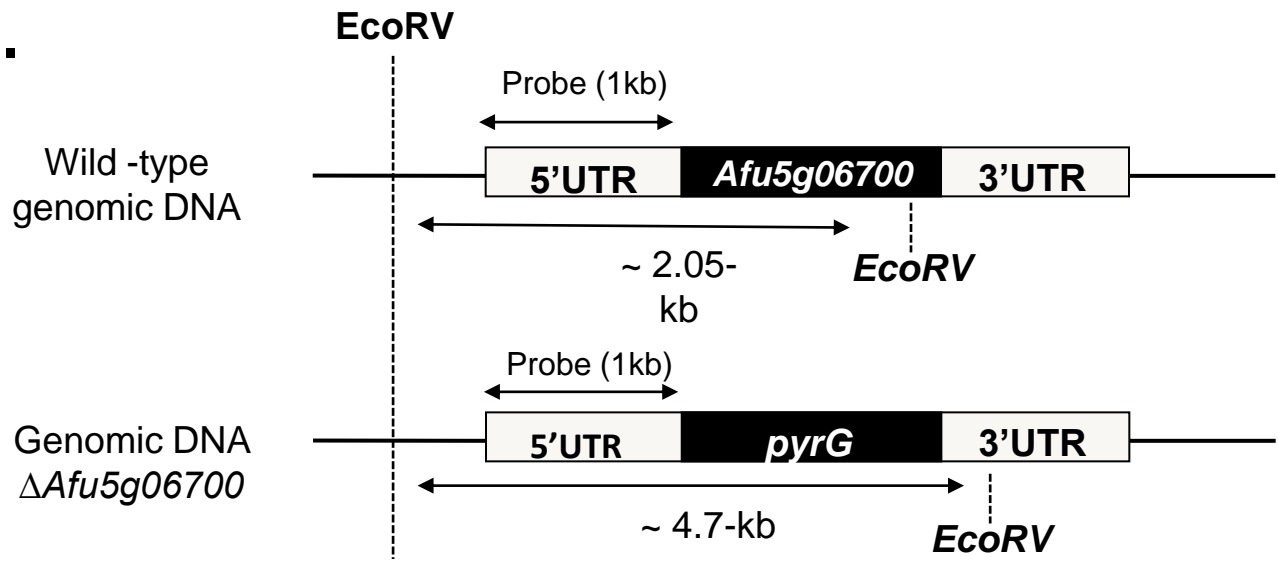 EcoRV
Probe (1kb)
Wild -type
genomic DNA
5'UTR
Afu5g06700
3'UTR
~ 2.05-
kb
EcoRV
Probe (1kb)
Genomic DNA
ΔAfu5g06700
5'UTR
pyrG
3'UTR
~ 4.7-kb
EcoRV